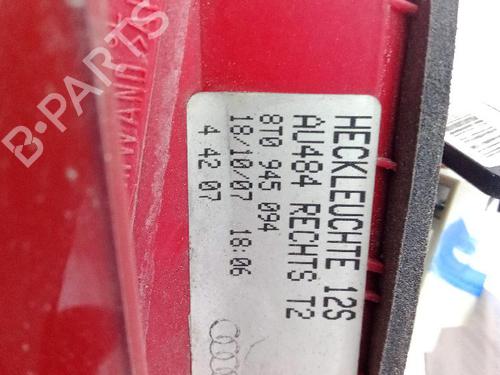 HECKLEUCHTE 12S
AU484 RECHTS T2
8T0 945 094
18/10/07 18:06
4 42 07
B-PARTS